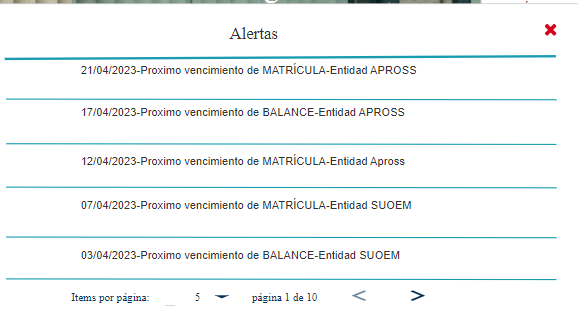 Alertas
21/04/2023-Proximo vencimiento de MATRÍCULA-Entidad APROSS
17/04/2023-Proximo vencimiento de BALANCE-Entidad APROSS
12/04/2023-Proximo vencimiento de MATRÍCULA-Entidad Apross
07/04/2023-Proximo vencimiento de MATRÍCULA-Entidad SUOEM
03/04/2023-Proximo vencimiento de BALANCE-Entidad SUOEM
Items por página: 5 página 1 de 10 < >